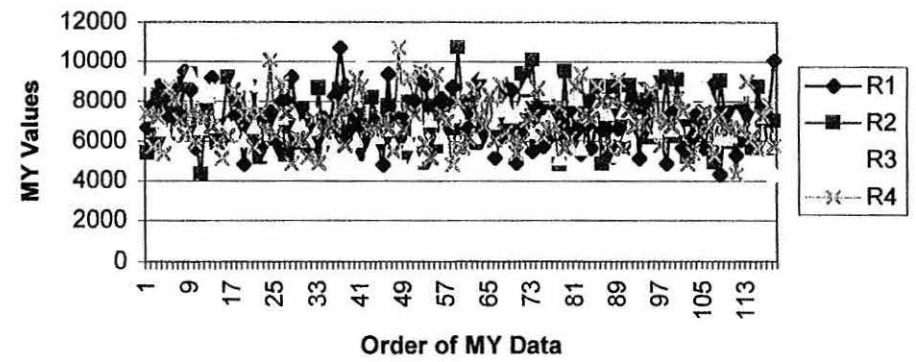 MY Values
12000
10000
8000
6000
4000
2000
0
1 9 17 25 33 41 49 57 65 73 81 89 97 105 113
Order of MY Data
R1
R2
R3
R4